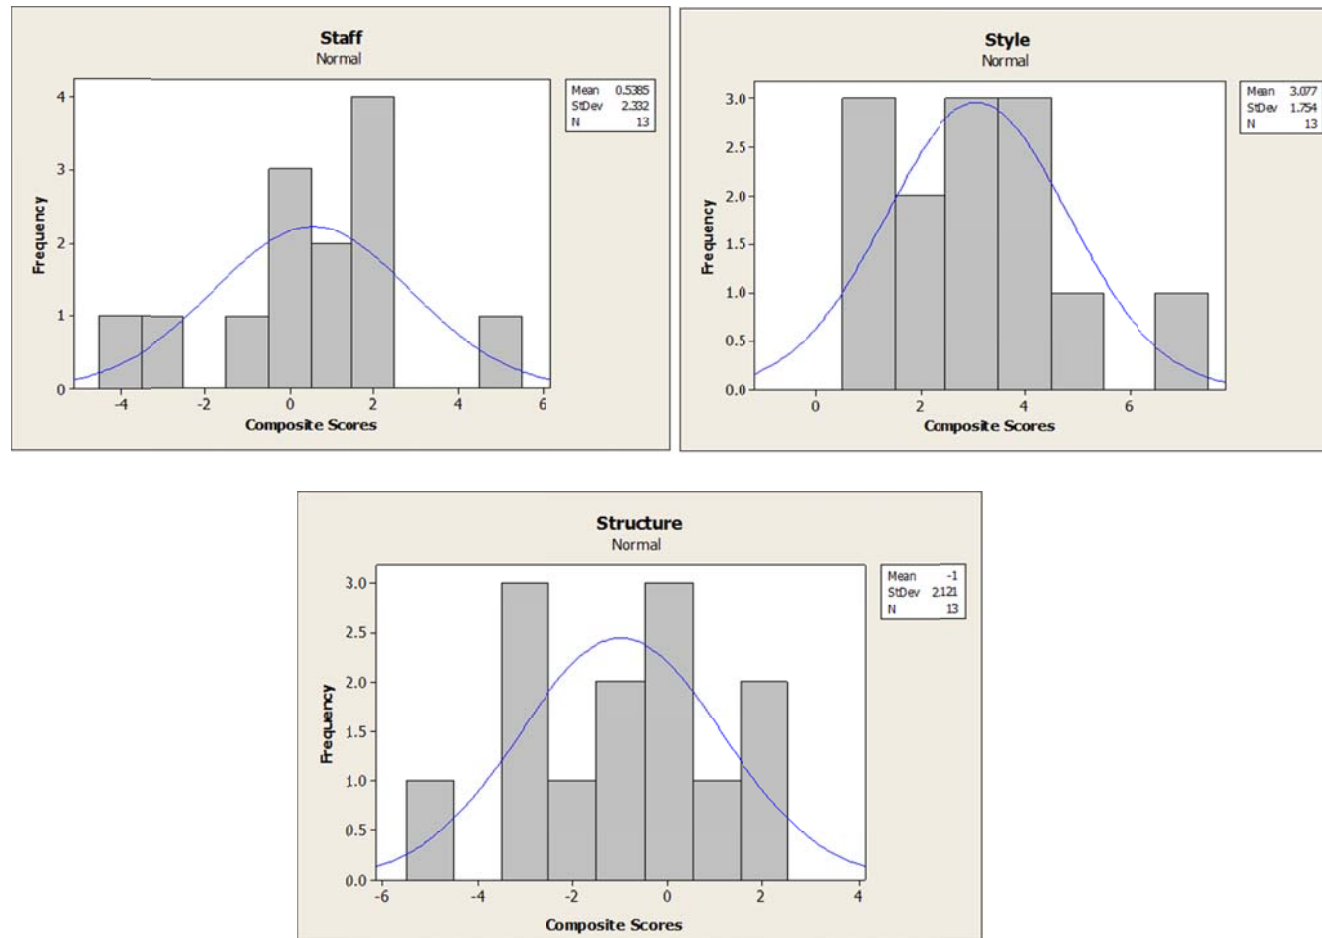 Staff
Normal
Mean 0.5385
StDev 2.332
N 13
Frequency
4
3
2
1
0
-4 -2 0 2 4 6
Composite Scores
Style
Normal
Mean 3.077
StDev 1.754
N 13
Frequency
3.0
2.5
2.0
1.5
1.0
0.5
0.0
0 2 4 6
Composite Scores
Structure
Normal
Mean -1
StDev 2.121
N 13
Frequency
3.0
2.5
2.0
1.5
1.0
0.5
0.0
-6 -4 -2 0 2 4
Composite Scores